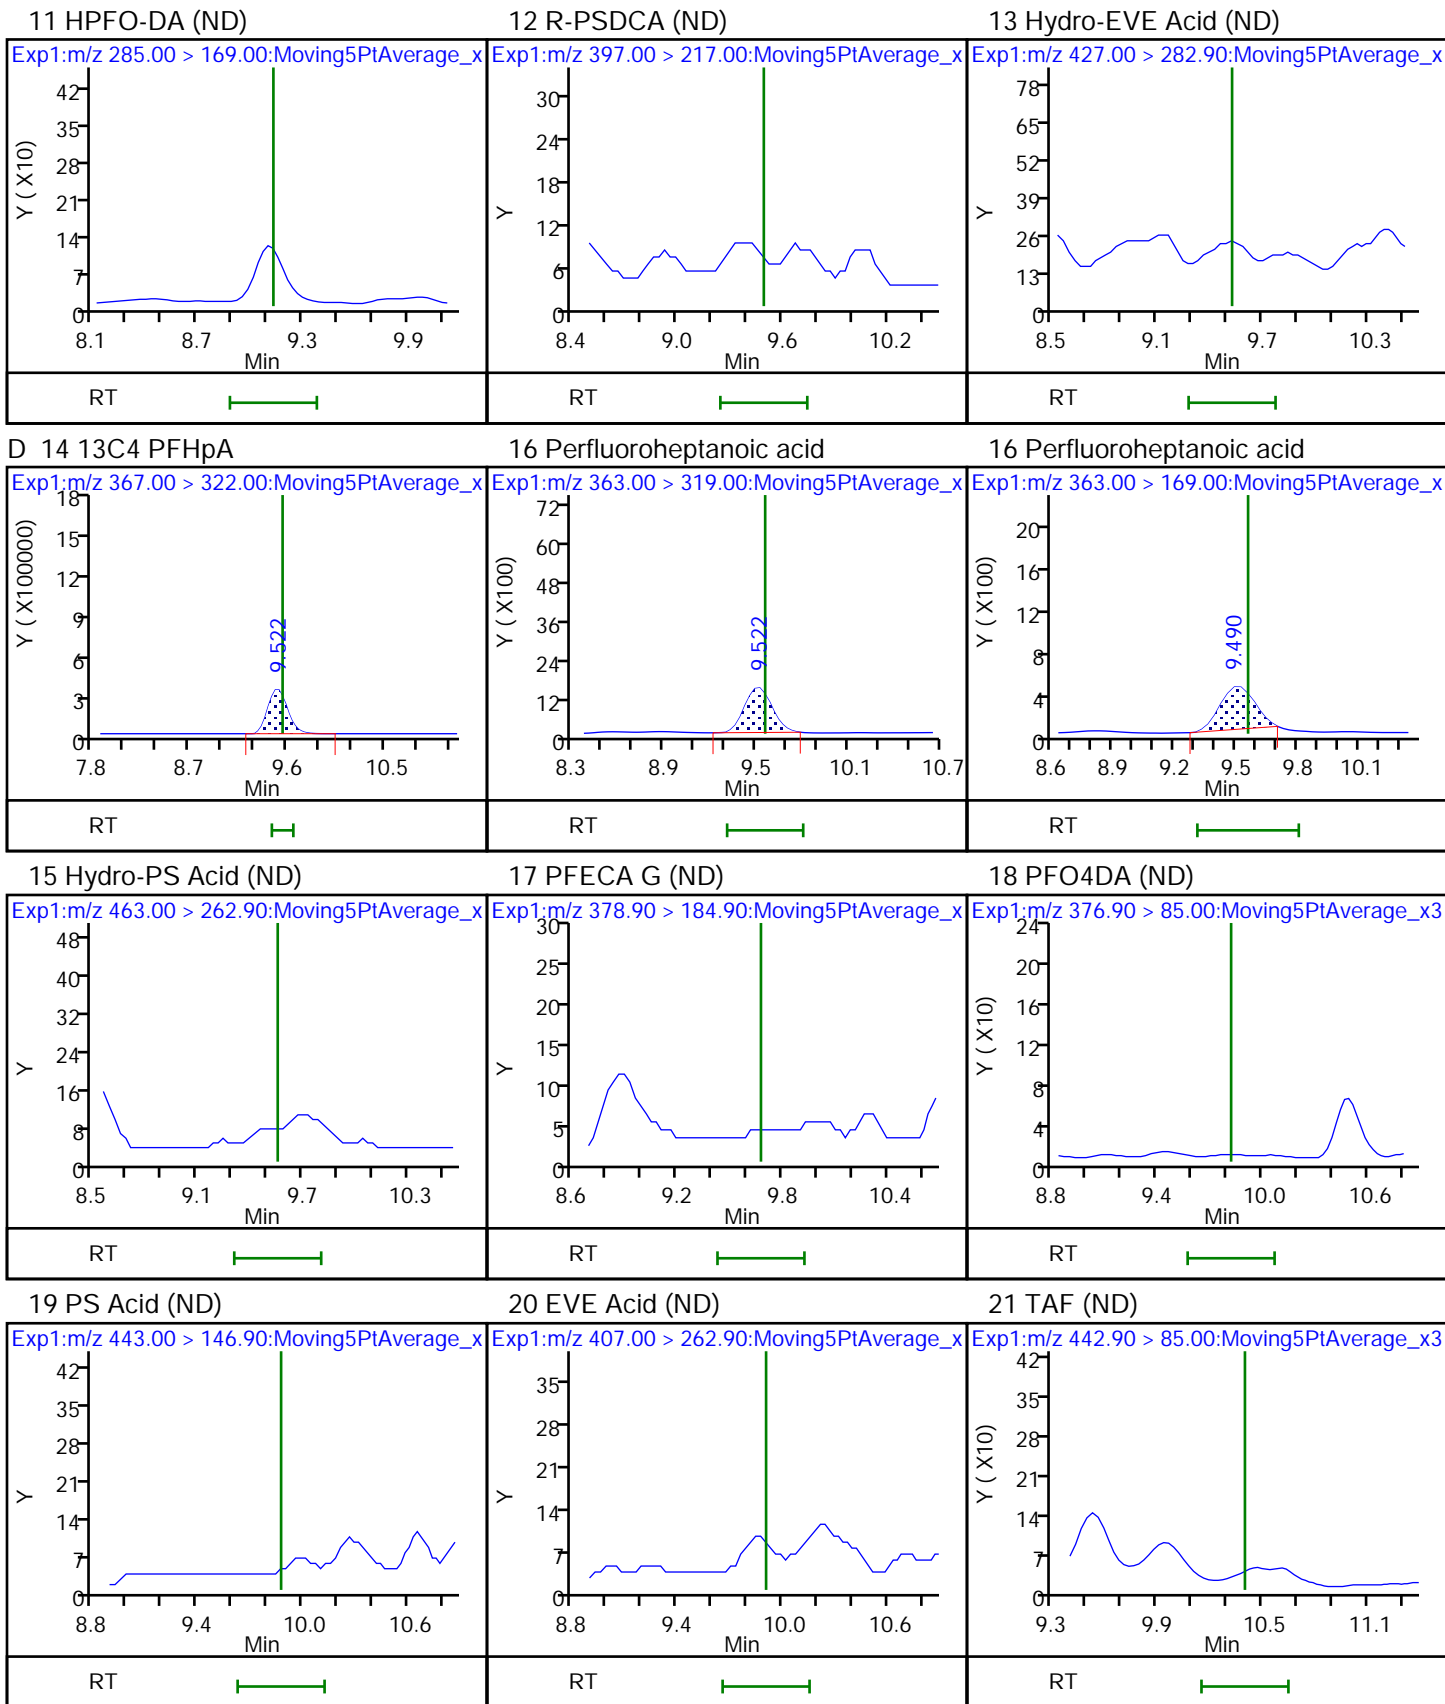 11 HPFO-DA (ND)
Exp1:m/z 285.00 > 169.00:Moving5PtAverage_x
Y ( X10)
42
35
28
21
14
7
0
8.1 8.7 9.3 9.9
Min
RT
12 R-PSDCA (ND)
Exp1:m/z 397.00 > 217.00:Moving5PtAverage_x
Y
30
24
18
12
6
0
8.4 9.0 9.6 10.2
Min
RT
13 Hydro-EVE Acid (ND)
Exp1:m/z 427.00 > 282.90:Moving5PtAverage_x
Y
78
65
52
39
26
13
0
8.5 9.1 9.7 10.3
Min
RT
D 14 13C4 PFHpA
Exp1:m/z 367.00 > 322.00:Moving5PtAverage_x
Y ( X100000)
18
15
12
9
6
3
0
9.522
7.8 8.7 9.6 10.5
Min
RT
16 Perfluoroheptanoic acid
Exp1:m/z 363.00 > 319.00:Moving5PtAverage_x
Y ( X100)
72
60
48
36
24
12
0
9.522
8.3 8.9 9.5 10.1 10.7
Min
RT
16 Perfluoroheptanoic acid
Exp1:m/z 363.00 > 169.00:Moving5PtAverage_x
Y ( X100)
20
16
12
8
4
0
9.490
8.6 8.9 9.2 9.5 9.8 10.1
Min
RT
15 Hydro-PS Acid (ND)
Exp1:m/z 463.00 > 262.90:Moving5PtAverage_x
Y
48
40
32
24
16
8
0
8.5 9.1 9.7 10.3
Min
RT
17 PFECA G (ND)
Exp1:m/z 378.90 > 184.90:Moving5PtAverage_x
Y
30
25
20
15
10
5
0
8.6 9.2 9.8 10.4
Min
RT
18 PFO4DA (ND)
Exp1:m/z 376.90 > 85.00:Moving5PtAverage_x3
Y ( X10)
24
20
16
12
8
4
0
8.8 9.4 10.0 10.6
Min
RT
19 PS Acid (ND)
Exp1:m/z 443.00 > 146.90:Moving5PtAverage_x
Y
42
35
28
21
14
7
0
8.8 9.4 10.0 10.6
Min
RT
20 EVE Acid (ND)
Exp1:m/z 407.00 > 262.90:Moving5PtAverage_x
Y
35
28
21
14
7
0
8.8 9.4 10.0 10.6
Min
RT
21 TAF (ND)
Exp1:m/z 442.90 > 85.00:Moving5PtAverage_x3
Y ( X10)
42
35
28
21
14
7
0
9.3 9.9 10.5 11.1
Min
RT